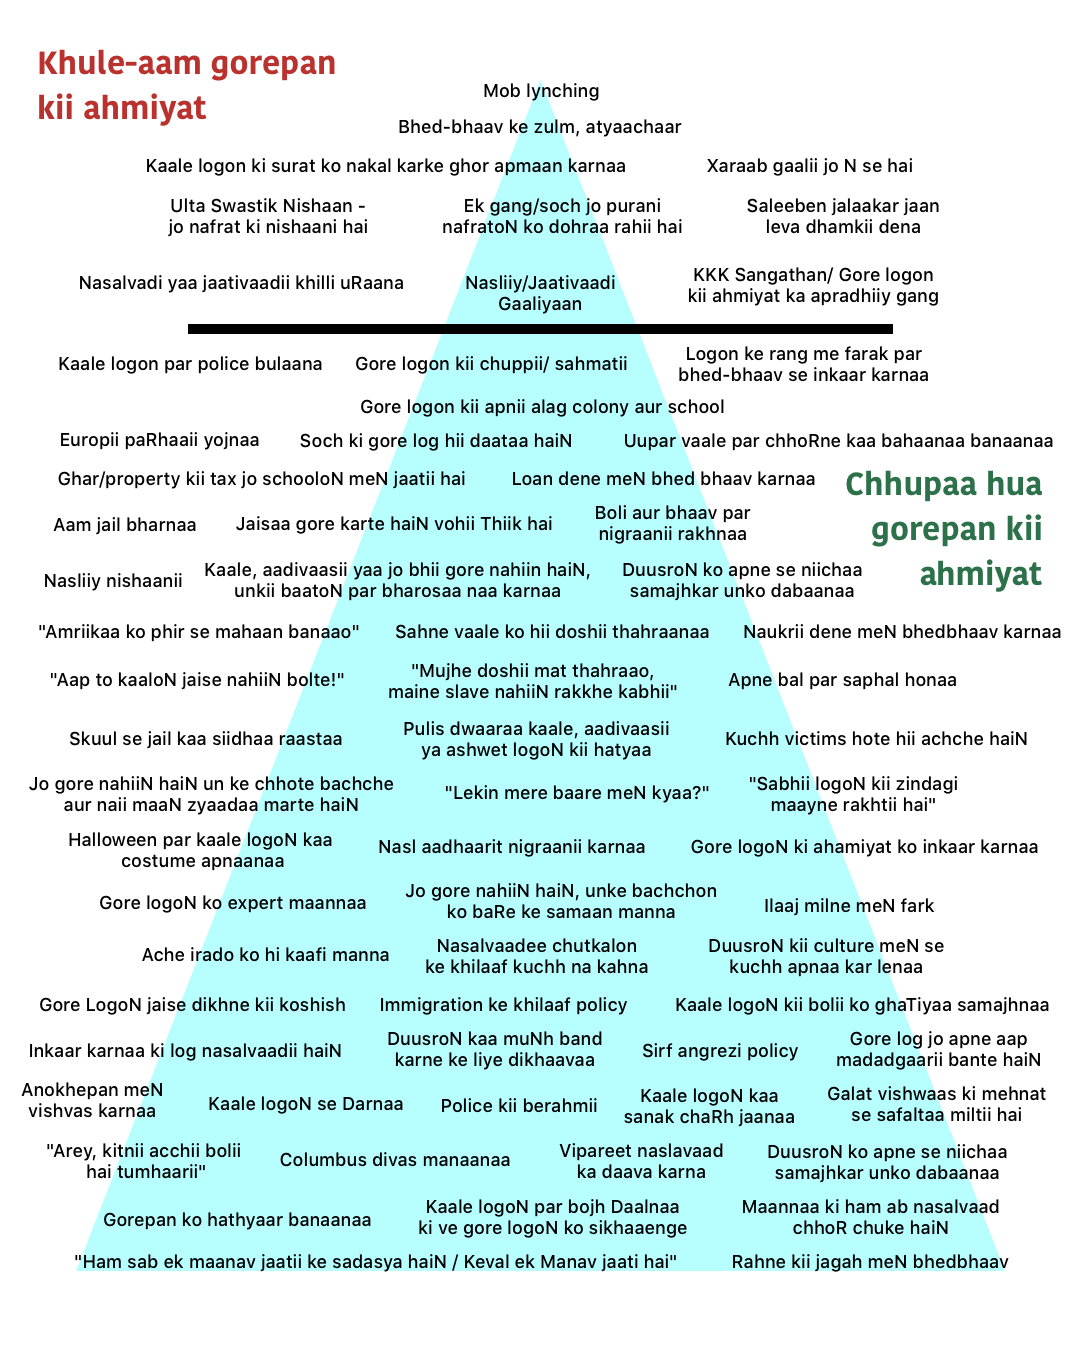 Khule-aam gorepan
kii ahmiyat
Mob lynching
Bhed-bhaav ke zulm, atyaachaar
Kaale logon ki surat ko nakal karke ghor apmaan karnaa
Xaraab gaalii jo N se hai
Ulta Swastik Nishaan -
jo nafrat ki nishaani hai
Ek gang/soch jo purani
nafratoN ko dohraa rahii hai
Saleeben jalaakar jaan
leva dhamkii dena
Nasalvadi yaa jaativaadii khilli uRaana
Nasliiy/Jaativaadi
Gaaliyaan
KKK Sangathan/ Gore logon
kii ahmiyat ka apradhiiy gang
Kaale logon par police bulaana
Gore logon kii chuppii/ sahmatii
Logon ke rang me farak par
bhed-bhaav se inkaar karnaa
Gore logon kii apnii alag colony aur school
Europii paRhaaii yojnaa
Soch ki gore log hii daataa haiN
Uupar vaale par chhoRne kaa bahaanaa banaanaa
Ghar/property kii tax jo schooloN meN jaatii hai
Loan dene meN bhed bhaav karnaa
Chhupaa hua
gorepan kii
ahmiyat
Aam jail bharnaa
Jaisaa gore karte haiN vohii Thiik hai
Boli aur bhaav par
nigraanii rakhnaa
Nasliiy nishaanii
Kaale, aadivaasii yaa jo bhii gore nahiin haiN,
unkii baatoN par bharosaa naa karnaa
DuusroN ko apne se niichaa
samajhkar unko dabaanaa
"Amriikaa ko phir se mahaan banaao"
Sahne vaale ko hii doshii thahraanaa
Naukrii dene meN bhedbhaav karnaa
"Aap to kaaloN jaise nahiiN bolte!"
"Mujhe doshii mat thahraao,
maine slave nahiiN rakkhe kabhii"
Apne bal par saphal honaa
Skuul se jail kaa siidhaa raastaa
Pulis dwaaraa kaale, aadivaasii
ya ashwet logoN kii hatyaa
Kuchh victims hote hii achche haiN
Jo gore nahiiN haiN un ke chhote bachche
aur naii maaN zyaadaa marte haiN
"Lekin mere baare meN kyaa?"
"Sabhii logoN kii zindagi
maayne rakhtii hai"
Halloween par kaale logoN kaa
costume apnaanaa
Nasl aadhaarit nigraanii karnaa
Gore logoN ki ahamiyat ko inkaar karnaa
Gore logoN ko expert maannaa
Jo gore nahiiN haiN, unke bachchon
ko baRe ke samaan manna
Ilaaj milne meN fark
Ache irado ko hi kaafi manna
Nasalvaadee chutkalon
ke khilaaf kuchh na kahna
DuusroN kii culture meN se
kuchh apnaa kar lenaa
Gore LogoN jaise dikhne kii koshish
Immigration ke khilaaf policy
Kaale logoN kii bolii ko ghaTiyaa samajhnaa
Inkaar karnaa ki log nasalvaadii haiN
DuusroN kaa muNh band
karne ke liye dikhaavaa
Sirf angrezi policy
Gore log jo apne aap
madadgaarii bante haiN
Anokhepan meN
vishvas karnaa
Kaale logoN se Darnaa
Police kii berahmii
Kaale logoN kaa
sanak chaRh jaanaa
Galat vishwaas ki mehnat
se safaltaa miltii hai
"Arey, kitnii acchii bolii
hai tumhaarii"
Columbus divas manaanaa
Vipareet naslavaad
ka daava karna
DuusroN ko apne se niichaa
samajhkar unko dabaanaa
Gorepan ko hathyaar banaanaa
Kaale logoN par bojh Daalnaa
ki ve gore logoN ko sikhaaenge
Maannaa ki ham ab nasalvaad
chhoR chuke haiN
"Ham sab ek maanav jaatii ke sadasya haiN / Keval ek Manav jaati hai"
Rahne kii jagah meN bhedbhaav